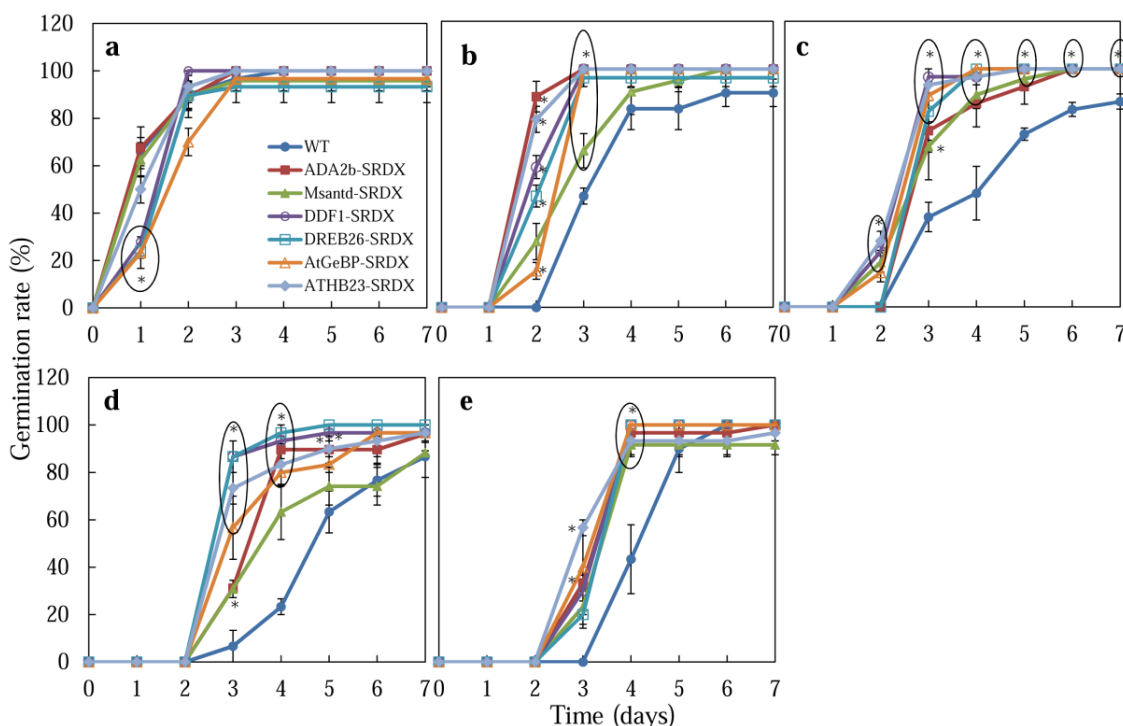 Germination rate (%)
a
120
100
80
60
40
20
0
WT
ADA2b-SRDX
Msantd-SRDX
DDF1-SRDX
DREB26-SRDX
AtGeBP-SRDX
ATHB23-SRDX
*
0 1 2 3 4 5 6 7
b
*
*
*
*
*
*
0 1 2 3 4 5 6 7
c
* * * * *
*
*
0 1 2 3 4 5 6 7
d
120
100
80
60
40
20
0
* *
* *
*
0 1 2 3 4 5 6 7
e
*
*
*
0 1 2 3 4 5 6 7
Time (days)